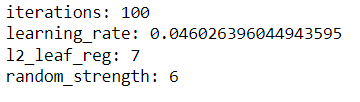 iterations: 100
learning_rate: 0.046026396044943595
l2_leaf_reg: 7
random_strength: 6